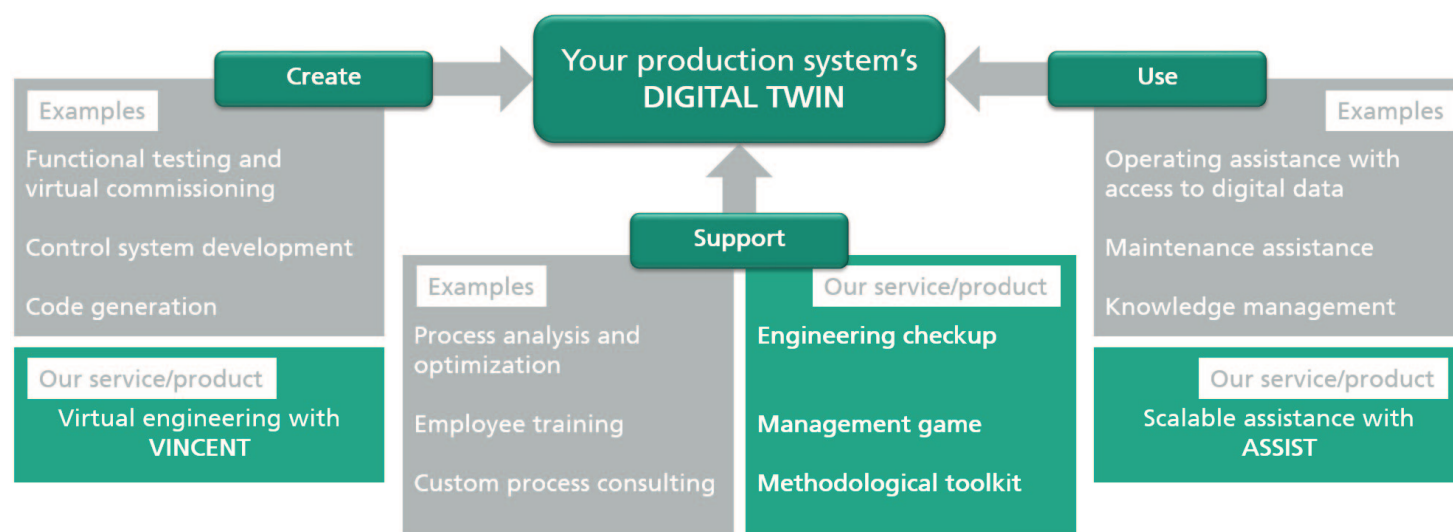 Your production system's
DIGITAL TWIN
Create
Examples
Functional testing and
virtual commissioning
Control system development
Code generation
Our service/product
Virtual engineering with
VINCENT
Support
Examples
Process analysis and
optimization
Employee training
Custom process consulting
Our service/product
Engineering checkup
Management game
Methodological toolkit
Use
Examples
Operating assistance with
access to digital data
Maintenance assistance
Knowledge management
Our service/product
Scalable assistance with
ASSIST